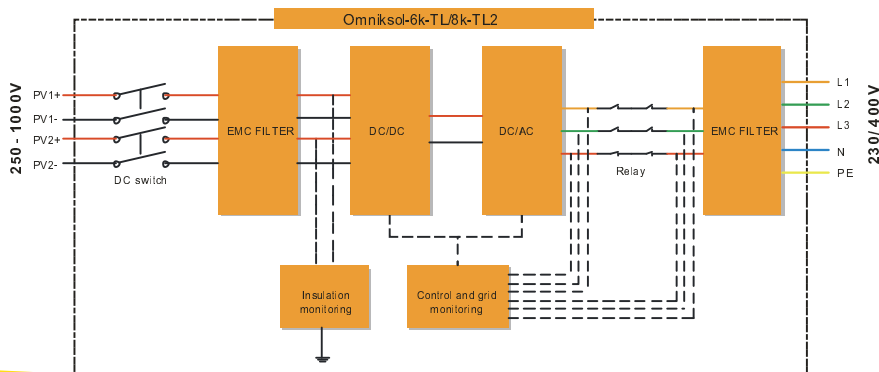 Omniksol-6k-TL/8k-TL2
250 - 1000V
PV1+
PV1-
PV2+
PV2-
DC switch
EMC FILTER
DC/DC
DC/AC
Relay
EMC FILTER
L1
L2
L3
N
PE
230/400V
Insulation
monitoring
Control and grid
monitoring